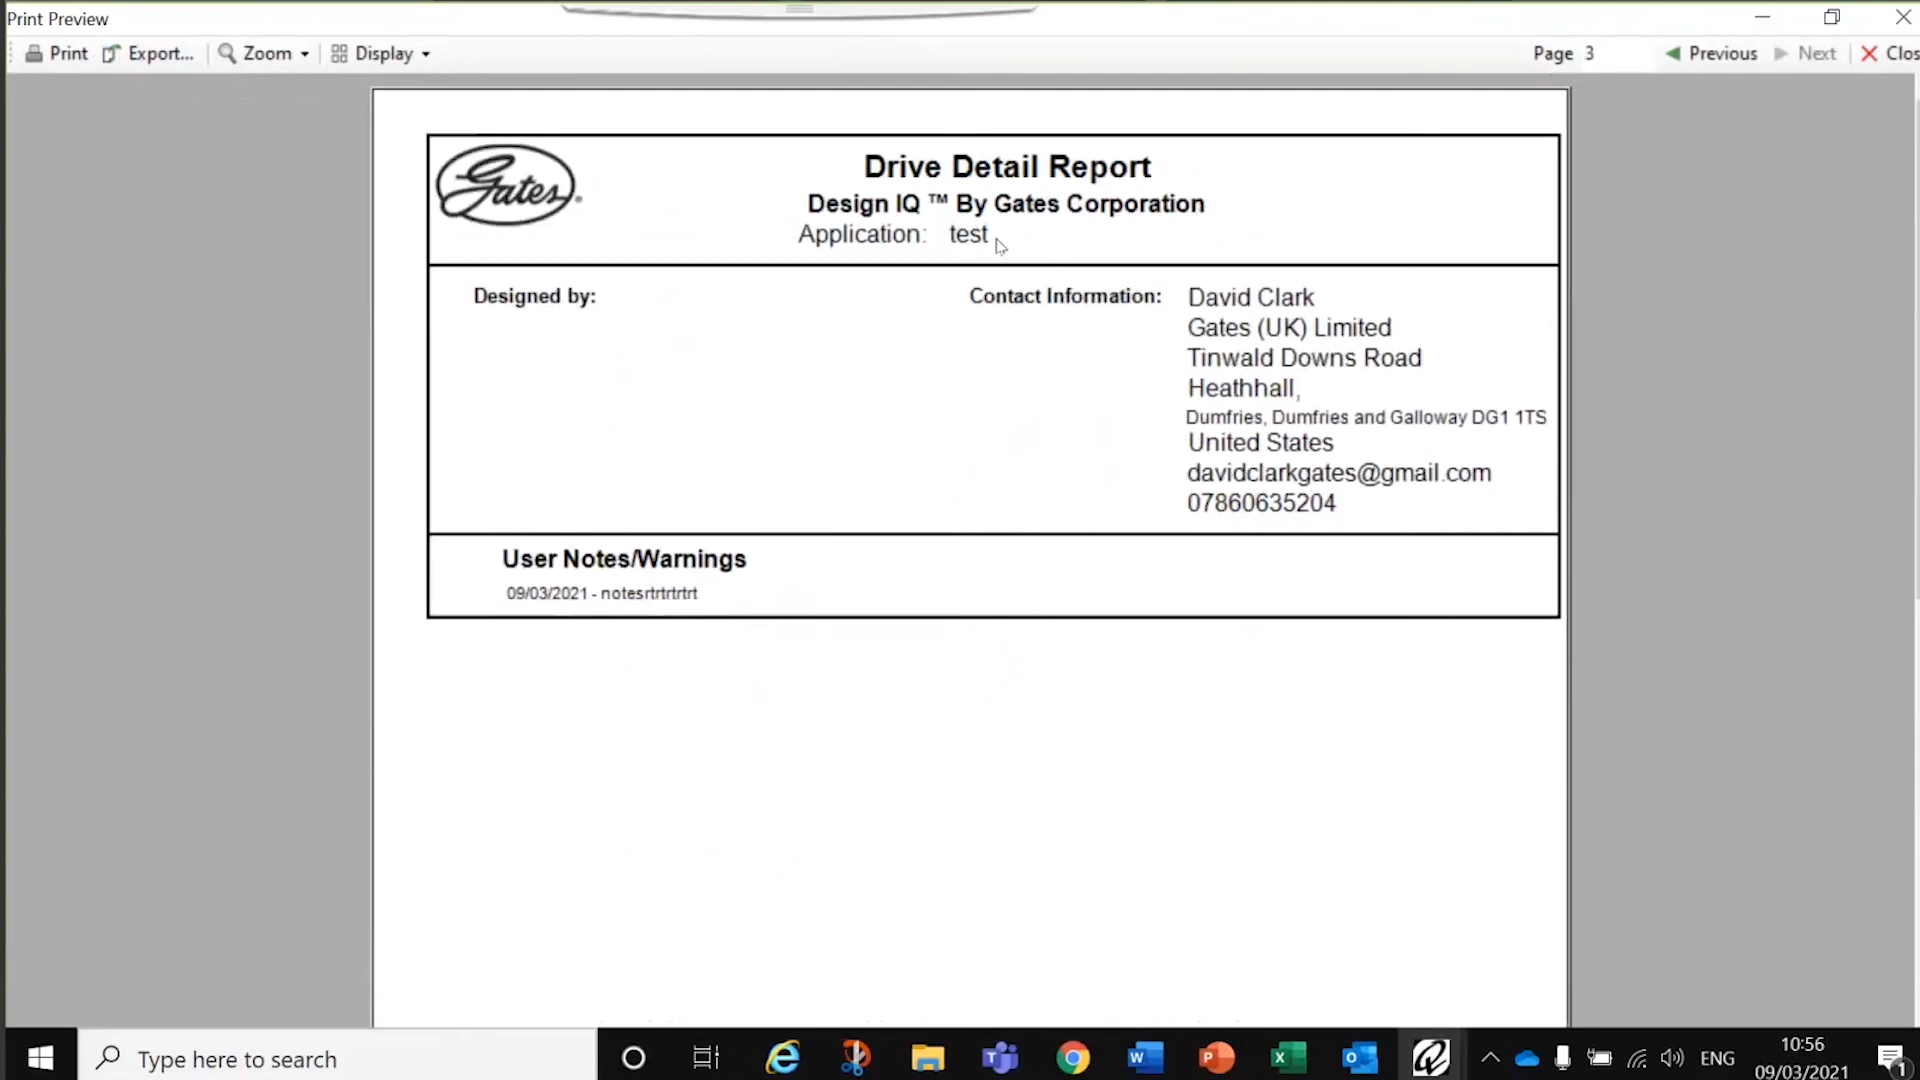 Print Preview
Print Export... Zoom Display Page 3 Previous Next Clos
Gates
Drive Detail Report
Design IQ ™ By Gates Corporation
Application: test
Designed by:
Contact Information: David Clark
Gates (UK) Limited
Tinwald Downs Road
Heathhall,
Dumfries, Dumfries and Galloway DG1 1TS
United States
davidclarkgates@gmail.com
07860635204
User Notes/Warnings
09/03/2021 - notesrtrtrtrtrt
Type here to search
ENG
10:56
09/03/2021
1